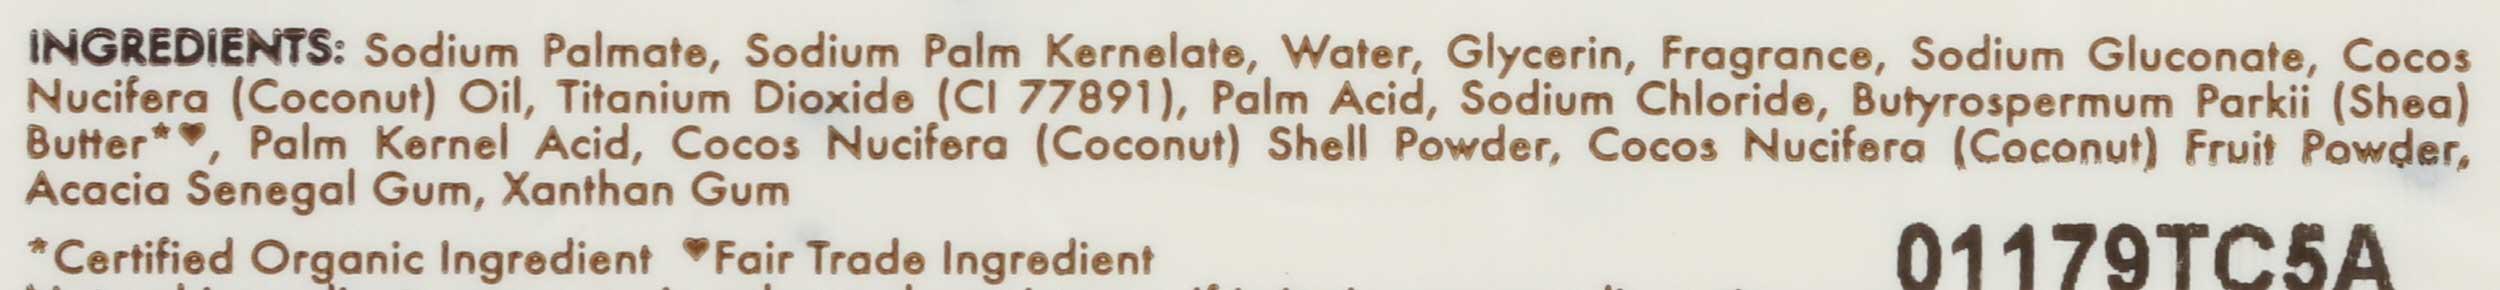 INGREDIENTS: Sodium Palmate, Sodium Palm Kernelate, Water, Glycerin, Fragrance, Sodium Gluconate, Cocos
Nucifera (Coconut) Oil, Titanium Dioxide (CI 77891), Palm Acid, Sodium Chloride, Butyrospermum Parkii (Shea)
Butter*♥, Palm Kernel Acid, Cocos Nucifera (Coconut) Shell Powder, Cocos Nucifera (Coconut) Fruit Powder,
Acacia Senegal Gum, Xanthan Gum
*Certified Organic Ingredient ♥Fair Trade Ingredient
01179TC5A